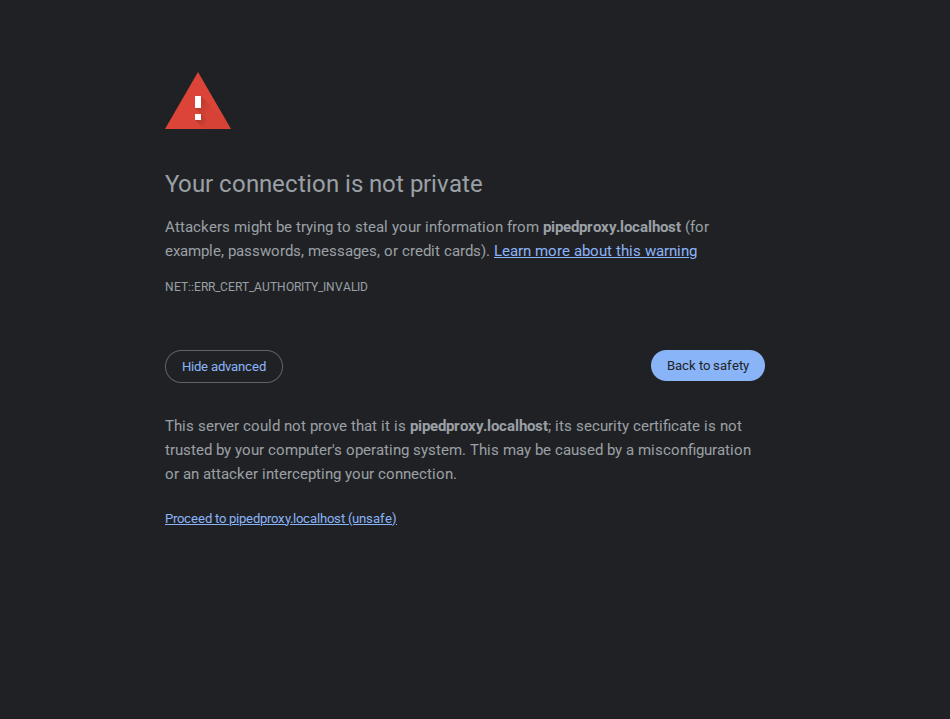 Your connection is not private
Attackers might be trying to steal your information from pipedproxy.localhost (for
example, passwords, messages, or credit cards). Learn more about this warning
NET::ERR_CERT_AUTHORITY_INVALID
Hide advanced
Back to safety
This server could not prove that it is pipedproxy.localhost; its security certificate is not
trusted by your computer's operating system. This may be caused by a misconfiguration
or an attacker intercepting your connection.
Proceed to pipedproxy.localhost (unsafe)